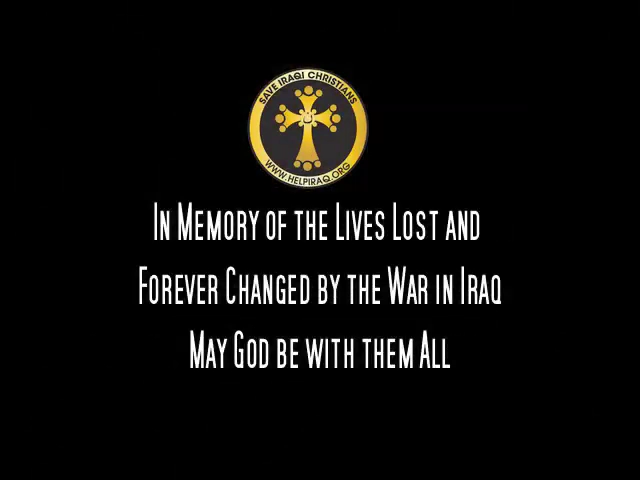 SAVE IRAQI CHRISTIANS
WWW.HELPIRAQ.ORG
In Memory of the Lives Lost and
Forever Changed by the War in Iraq
May God be with them All